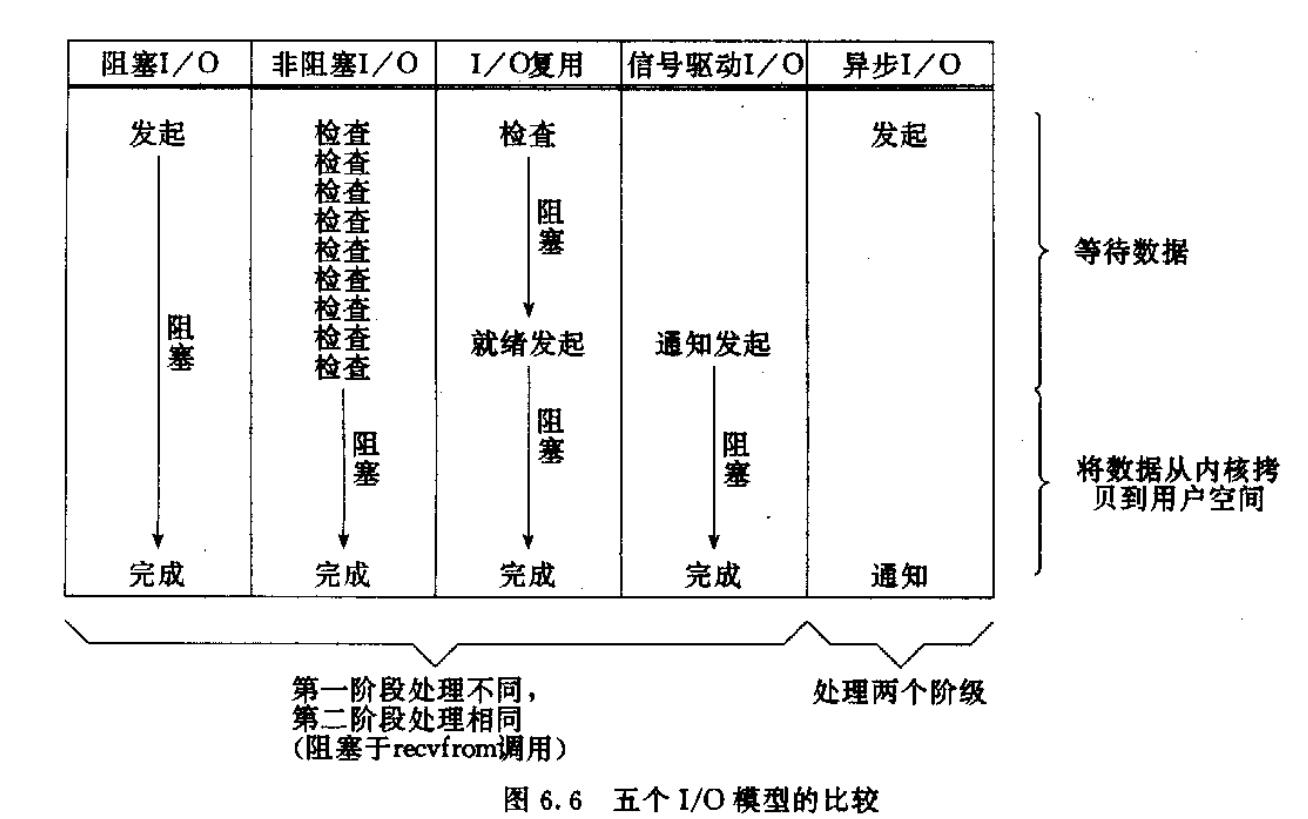 阻塞I/O 非阻塞I/O I/O复用 信号驱动I/O 异步I/O
发起 检查 检查 发起
检查
检查
检查
检查
检查
检查
检查
检查
阻塞
阻塞
就绪发起 通知发起
阻塞
阻塞
阻塞
完成 完成 完成 完成 通知
等待数据
将数据从内核拷
贝到用户空间
第一阶段处理不同，
第二阶段处理相同
(阻塞于recvfrom调用)
处理两个阶级
图 6.6 五个 I/O 模型的比较